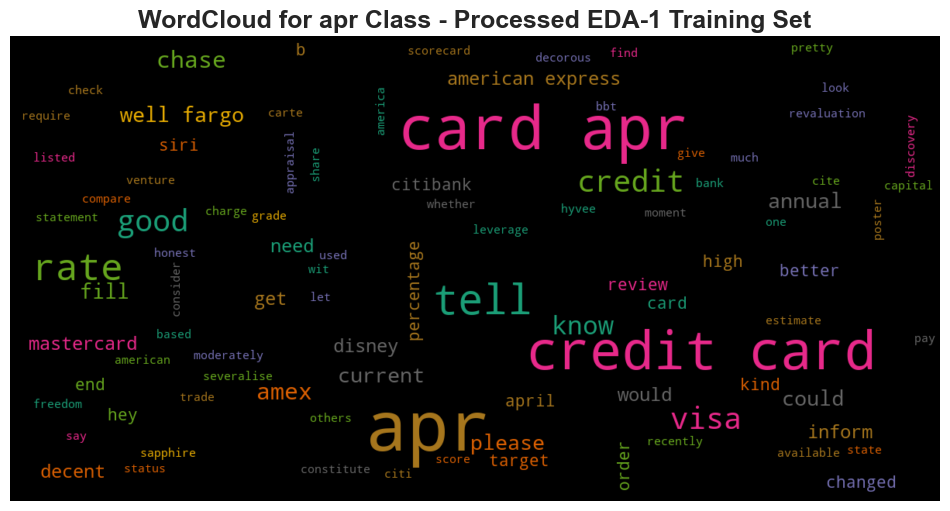 WordCloud for apr Class - Processed EDA-1 Training Set
b
scorecard
decorous
find
pretty
chase
american express
check
look
america
bbt
require
well fargo
carte
card apr
revaluation
discovery
siri
listed
appraisal
share
give
much
venture
citibank
credit
bank
cite
capital
compare
whether
hyvee
moment
annual
poster
statement
good
charge
grade
leverage
one
need
honest
used
percentage
high
rate
consider
wit
better
fill
get
let
tell
review
card
know
estimate
based
mastercard
disney
credit card
pay
american
moderately
current
end
severalise
amex
kind
would
could
freedom
trade
april
hey
others
apr
visa
say
please
recently
inform
sapphire
available
state
decent
status
constitute
score
citi
target
order
changed